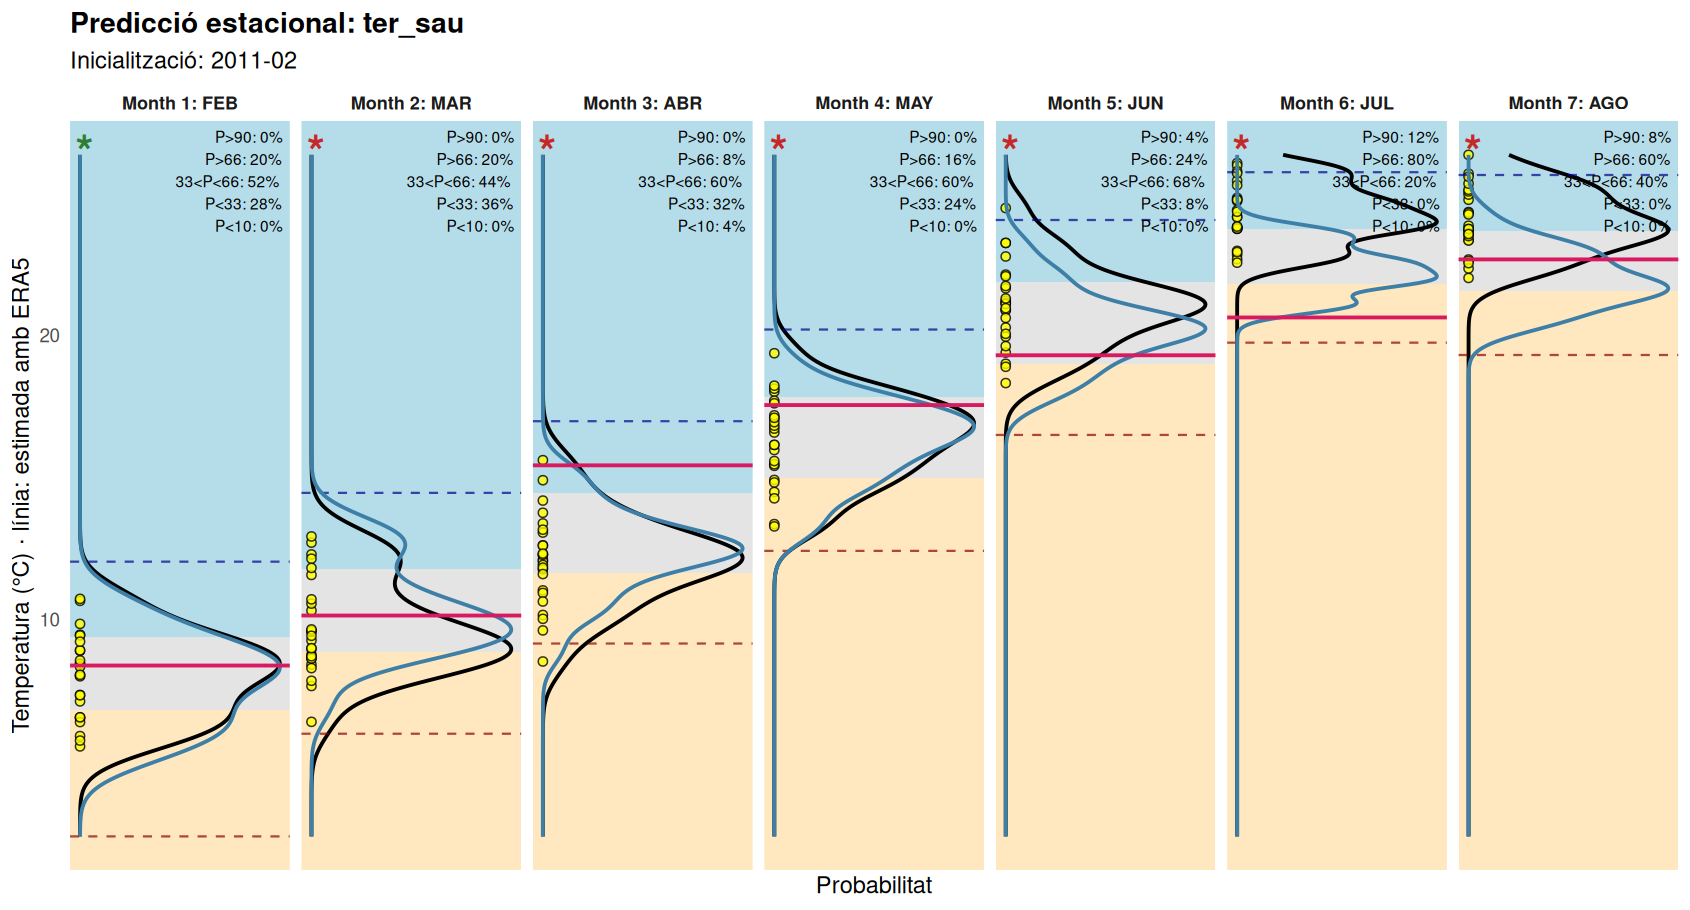 Predicció estacional: ter_sau
Inicialització: 2011-02
Month 1: FEB
Month 2: MAR
Month 3: ABR
Month 4: MAY
Month 5: JUN
Month 6: JUL
Month 7: AGO
*
P>90: 0%
P>66: 20%
33<P<66: 52%
P<33: 28%
P<10: 0%
*
P>90: 0%
P>66: 20%
33<P<66: 44%
P<33: 36%
P<10: 0%
*
P>90: 0%
P>66: 8%
33<P<66: 60%
P<33: 32%
P<10: 4%
*
P>90: 0%
P>66: 16%
33<P<66: 60%
P<33: 24%
P<10: 0%
*
P>90: 4%
P>66: 24%
33<P<66: 68%
P<33: 8%
P<10: 0%
*
P>90: 12%
P>66: 80%
33<P<66: 20%
P<33: 0%
P<10: 0%
*
P>90: 8%
P>66: 60%
33<P<66: 40%
P<33: 0%
P<10: 0%
Temperatura (°C) · línia: estimada amb ERA5
20
10
Probabilitat